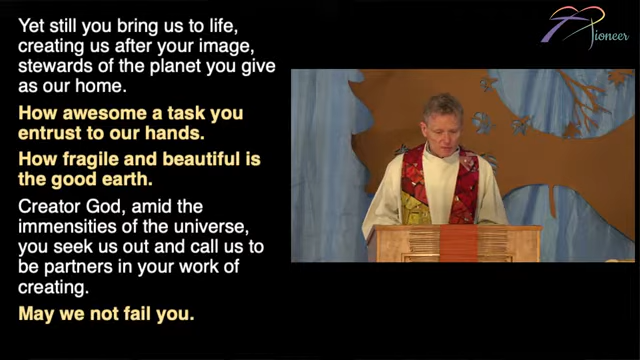 Yet still you bring us to life,
creating us after your image,
stewards of the planet you give
as our home.
How awesome a task you
entrust to our hands.
How fragile and beautiful is
the good earth.
Creator God, amid the
immensities of the universe,
you seek us out and call us to
be partners in your work of
creating.
May we not fail you.
Pioneer